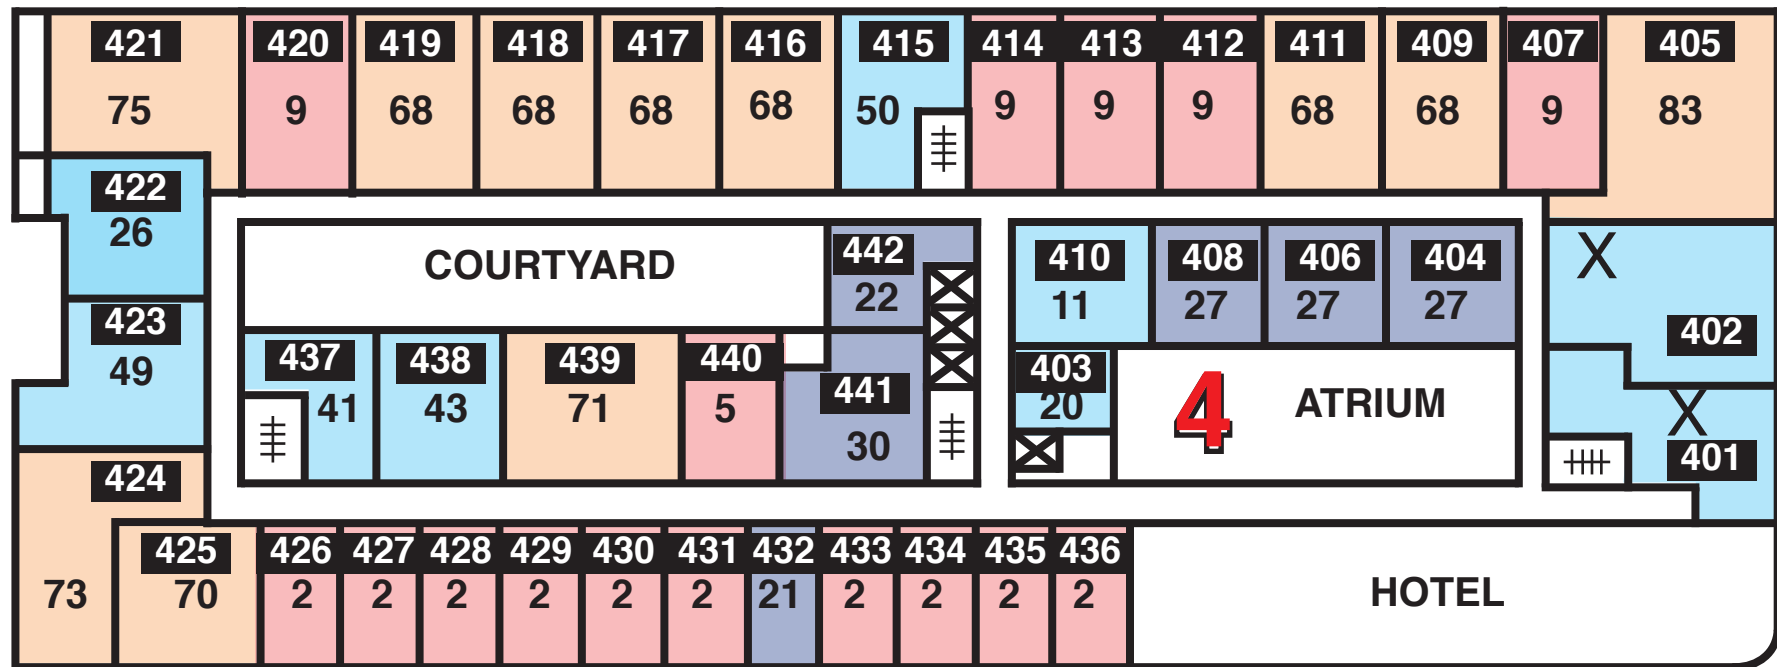 421 420 419 418 417 416 415 414 413 412 411 409 407 405
75 9 68 68 68 68 50 9 9 9 68 68 9 83
422
26
COURTYARD 442 410 408 406 404 X
22 11 27 27 27
423 402
49
437 438 439 440 441 403
41 43 71 5 20 4 ATRIUM X
30 401
424
73
425 426 427 428 429 430 431 432 433 434 435 436
70 2 2 2 2 2 2 21 2 2 2 2 HOTEL